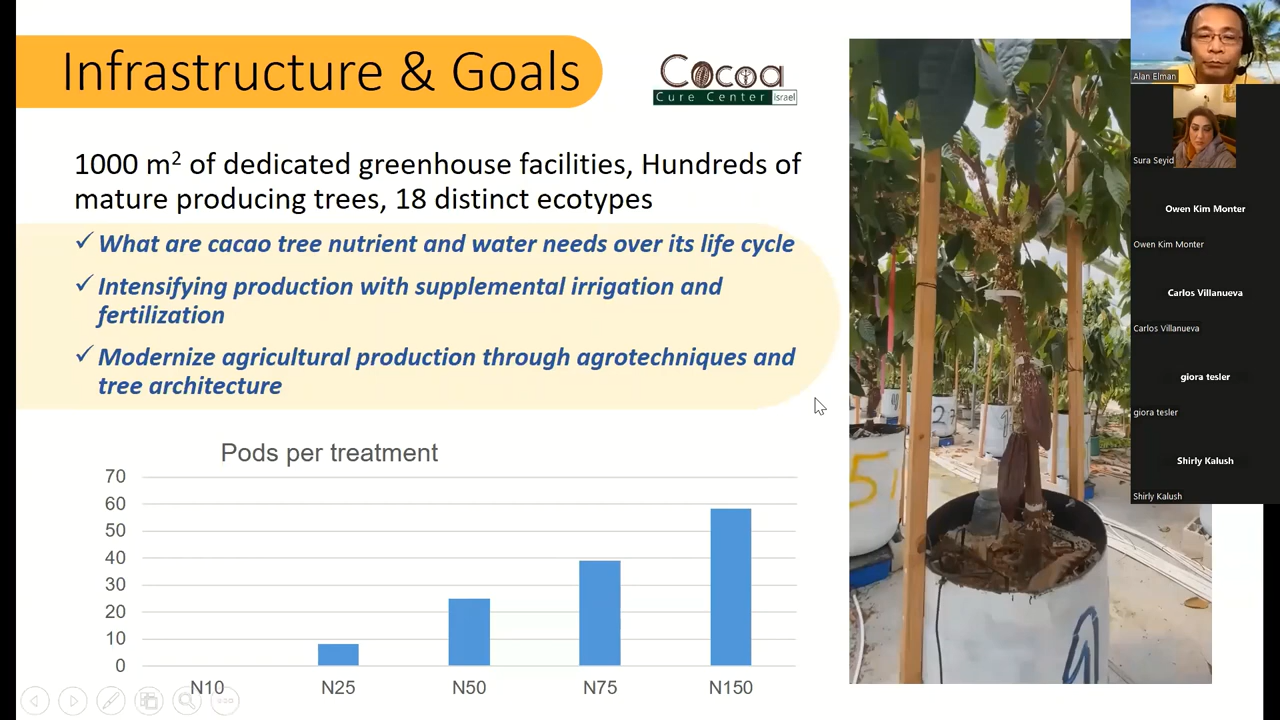 Infrastructure & Goals
Cocoa
Cure Center Israel
1000 m² of dedicated greenhouse facilities, Hundreds of
mature producing trees, 18 distinct ecotypes
✓ What are cacao tree nutrient and water needs over its life cycle
✓ Intensifying production with supplemental irrigation and
fertilization
✓ Modernize agricultural production through agrotechniques and
tree architecture
Pods per treatment
70
60
50
40
30
20
10
0
N10
N25
N50
N75
N150
51
2
1
Alan Elman
Sura Seyid
Owen Kim Monter
Owen Kim Monter
Carlos Villanueva
Carlos Villanueva
giora tesler
giora tesler
Shirly Kalush
Shirly Kalush